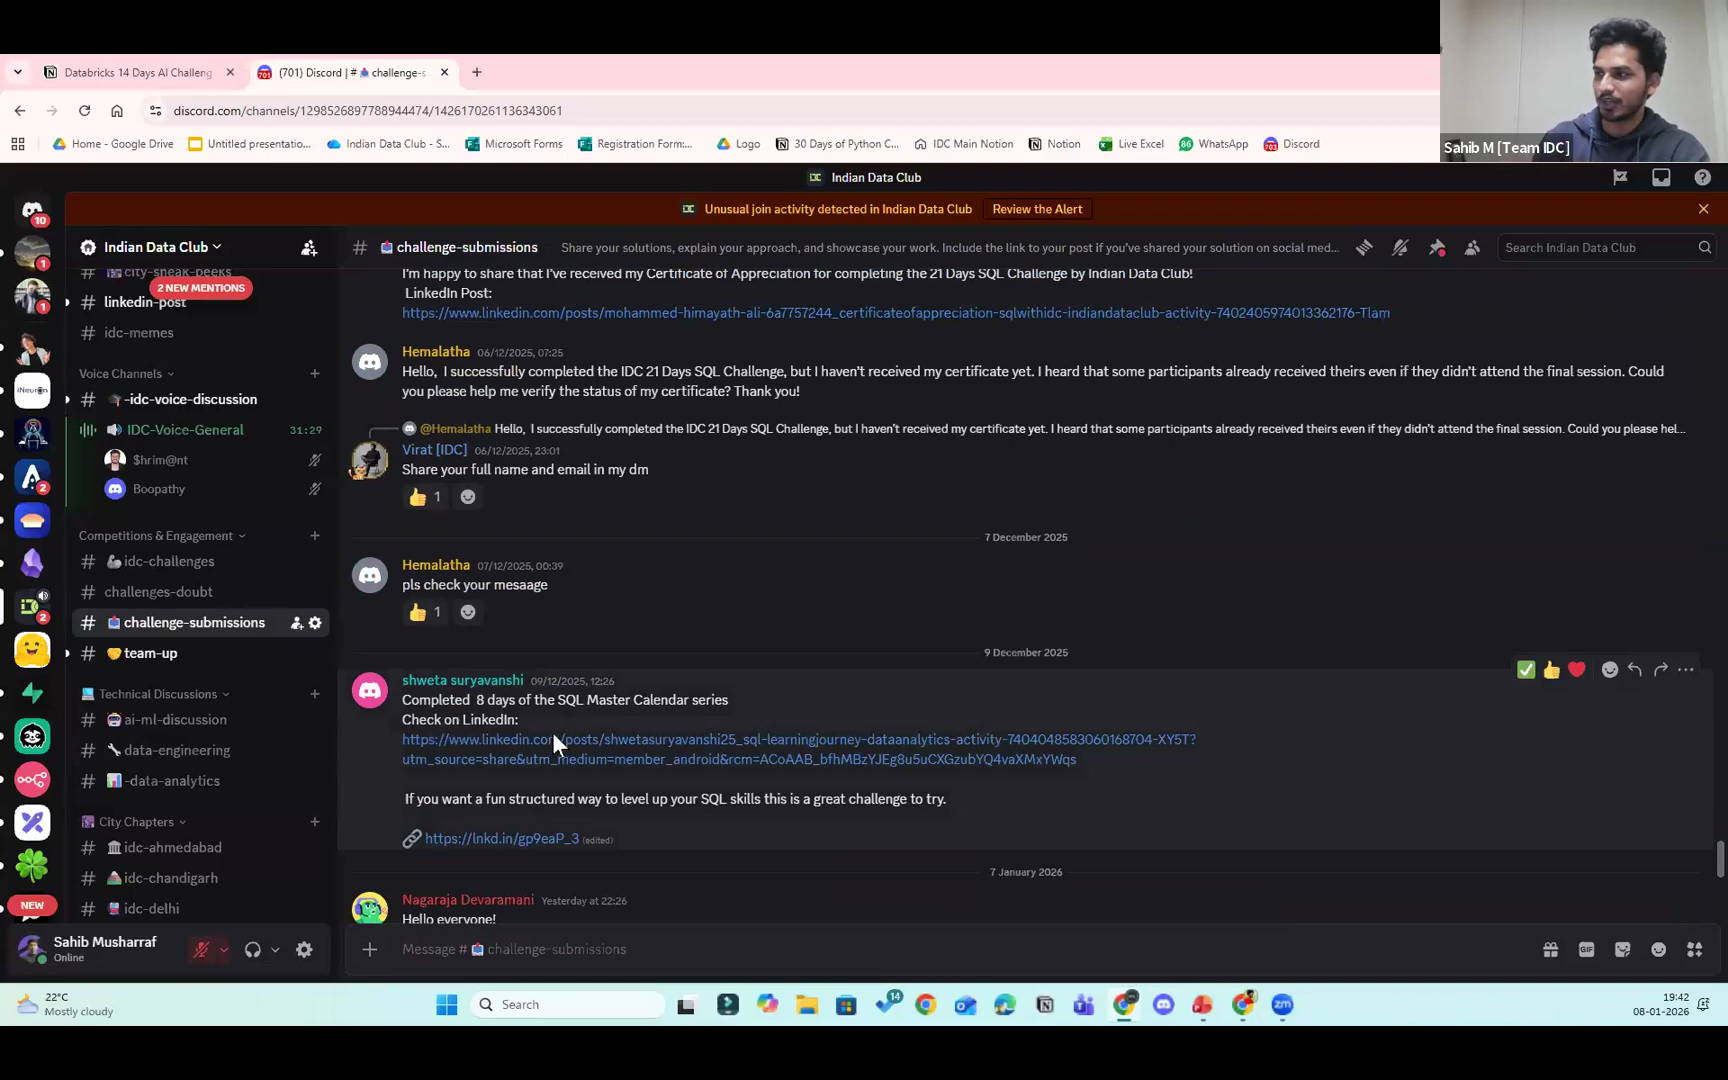 Databricks 14 Days AI Challeng
(701) Discord | # challenge-s
discord.com/channels/1298526897788944474/1426170261136343061
Home - Google Drive
Untitled presentatio...
Indian Data Club - S...
Microsoft Forms
Registration Form:...
Logo
30 Days of Python C...
IDC Main Notion
Notion
Live Excel
WhatsApp
Discord
Sahib M [Team IDC]
Indian Data Club
Unusual join activity detected in Indian Data Club
Review the Alert
Indian Data Club
# challenge-submissions
Share your solutions, explain your approach, and showcase your work. Include the link to your post if you've shared your solution on social med...
Search Indian Data Club
city-sneak-peeks
2 NEW MENTIONS
# linkedin-post
# idc-memes
Voice Channels
# -idc-voice-discussion
IDC-Voice-General 31:29
$hrim@nt
Boopathy
Competitions & Engagement
# idc-challenges
# challenges-doubt
# challenge-submissions
# team-up
Technical Discussions
# ai-ml-discussion
# data-engineering
# -data-analytics
City Chapters
# idc-ahmedabad
# idc-chandigarh
# idc-delhi
10
1
1
iNeuron
2
2
NEW
Sahib Musharraf
Online
I'm happy to share that I've received my Certificate of Appreciation for completing the 21 Days SQL Challenge by Indian Data Club!
LinkedIn Post:
https://www.linkedin.com/posts/mohammed-himayath-ali-6a7757244_certificateofappreciation-sqlwithidc-indiandataclub-activity-7402405974013362176-Tlam
Hemalatha 06/12/2025, 07:25
Hello, I successfully completed the IDC 21 Days SQL Challenge, but I haven't received my certificate yet. I heard that some participants already received theirs even if they didn't attend the final session. Could
you please help me verify the status of my certificate? Thank you!
@Hemalatha Hello, I successfully completed the IDC 21 Days SQL Challenge, but I haven't received my certificate yet. I heard that some participants already received theirs even if they didn't attend the final session. Could you please hel...
Virat [IDC] 06/12/2025, 23:01
Share your full name and email in my dm
1
7 December 2025
Hemalatha 07/12/2025, 00:39
pls check your mesaage
1
9 December 2025
shweta suryavanshi 09/12/2025, 12:26
Completed 8 days of the SQL Master Calendar series
Check on LinkedIn:
https://www.linkedin.com/posts/shwetasuryavanshi25_sql-learningjourney-dataanalytics-activity-7404048583060168704-XY5T?
utm_source=share&utm_medium=member_android&rcm=ACoAAB_bfhMBzYJEg8u5uCXGzubYQ4vaXMxYWqs
If you want a fun structured way to level up your SQL skills this is a great challenge to try.
https://lnkd.in/gp9eaP_3 (edited)
7 January 2026
Nagaraja Devaramani Yesterday at 22:26
Hello everyone!
Message # challenge-submissions
GIF
22°C
Mostly cloudy
Search
14
19:42
08-01-2026